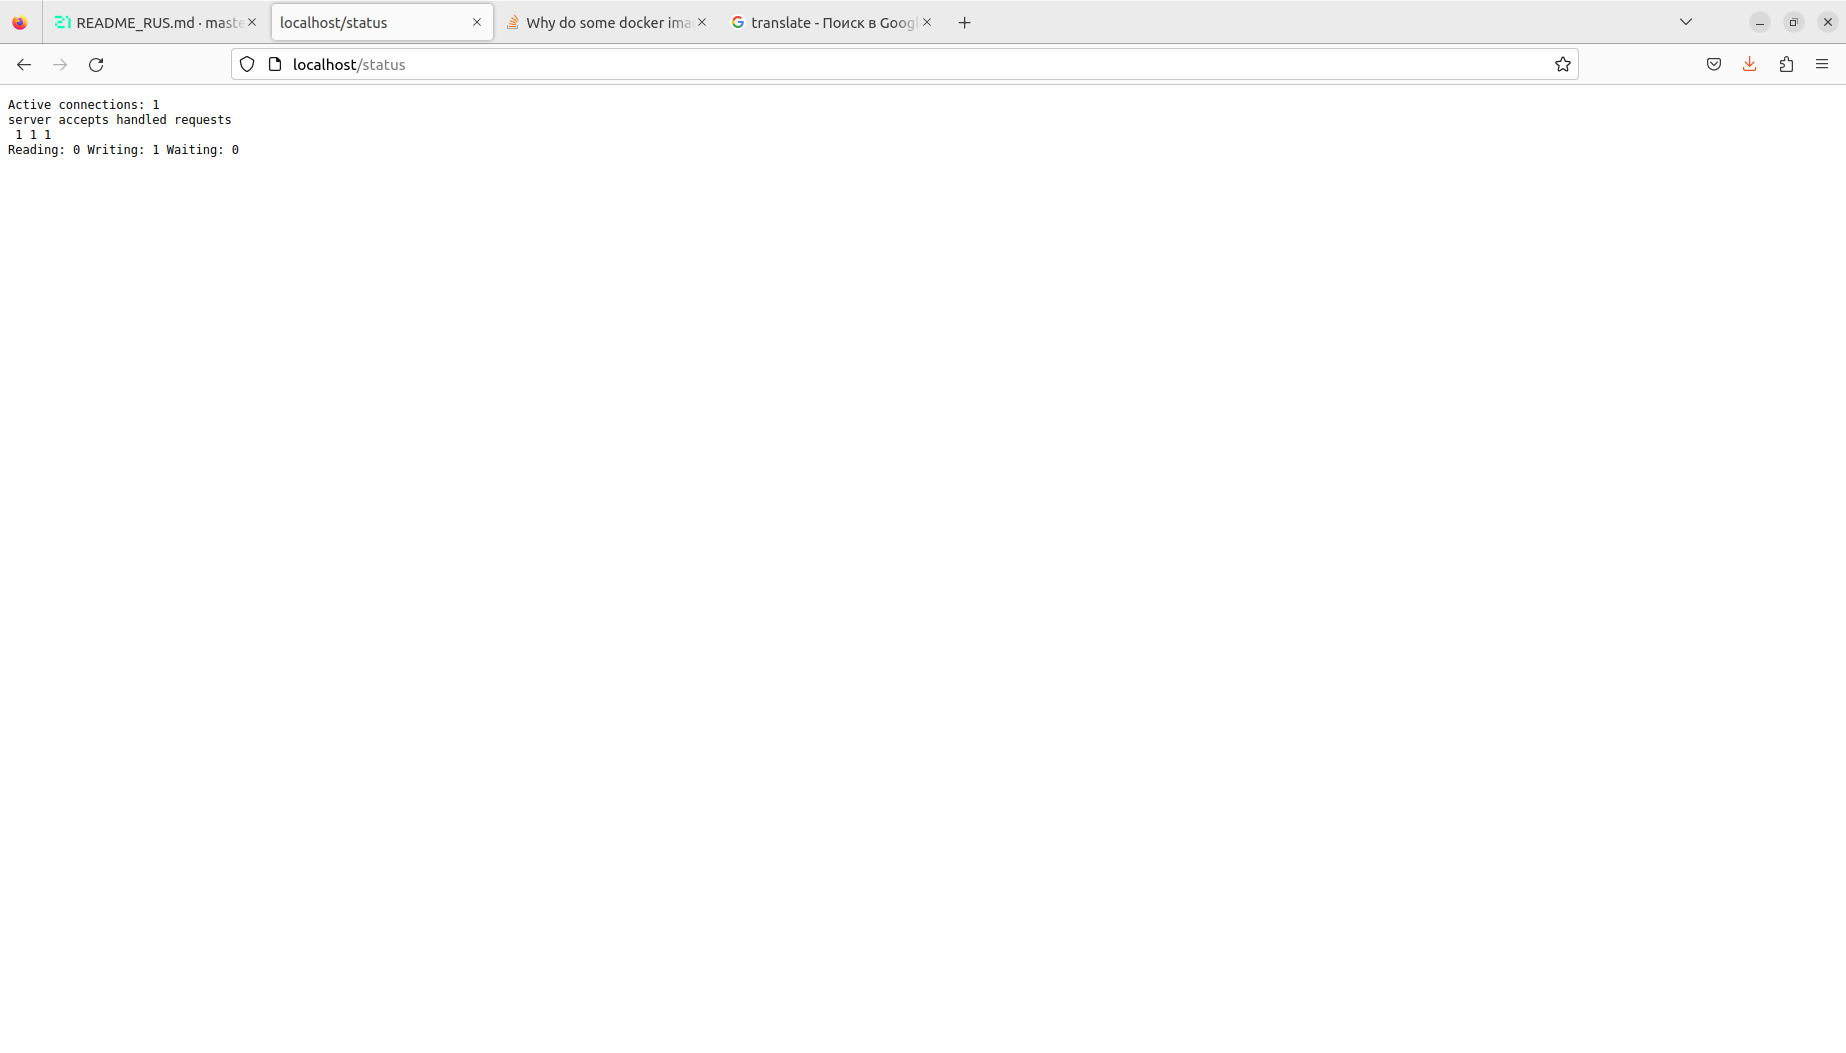 README_RUS.md · maste
localhost/status
Why do some docker ima
translate - Поиск в Googl
localhost/status
Active connections: 1
server accepts handled requests
1 1 1
Reading: 0 Writing: 1 Waiting: 0